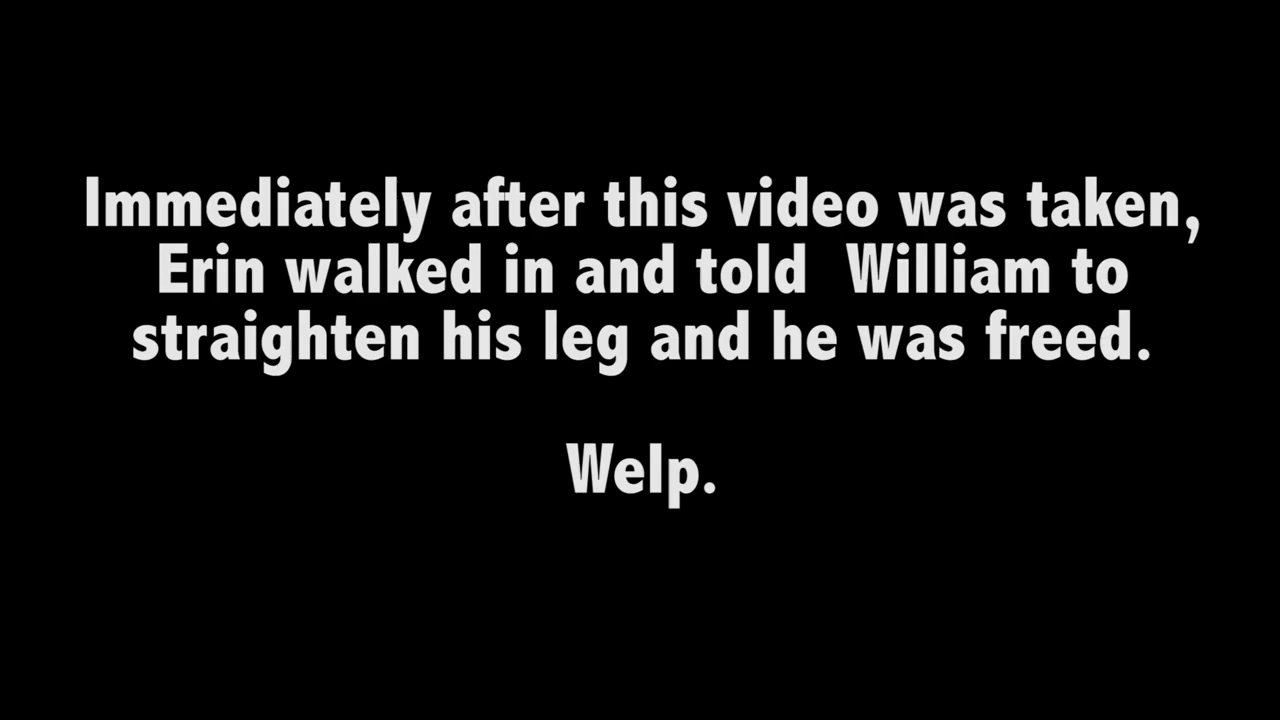 Immediately after this video was taken,
Erin walked in and told  William to
straighten his leg and he was freed.
Welp.